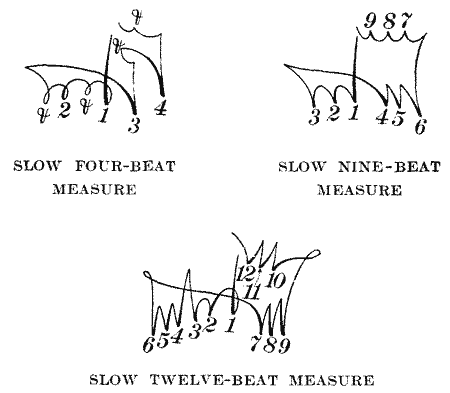 &
&
9 8 7
& 2 & 1 3 4
3 2 1 4 5 6
SLOW FOUR-BEAT
MEASURE
SLOW NINE-BEAT
MEASURE
12 11 10
6 5 4 3 2 1 7 8 9
SLOW TWELVE-BEAT MEASURE